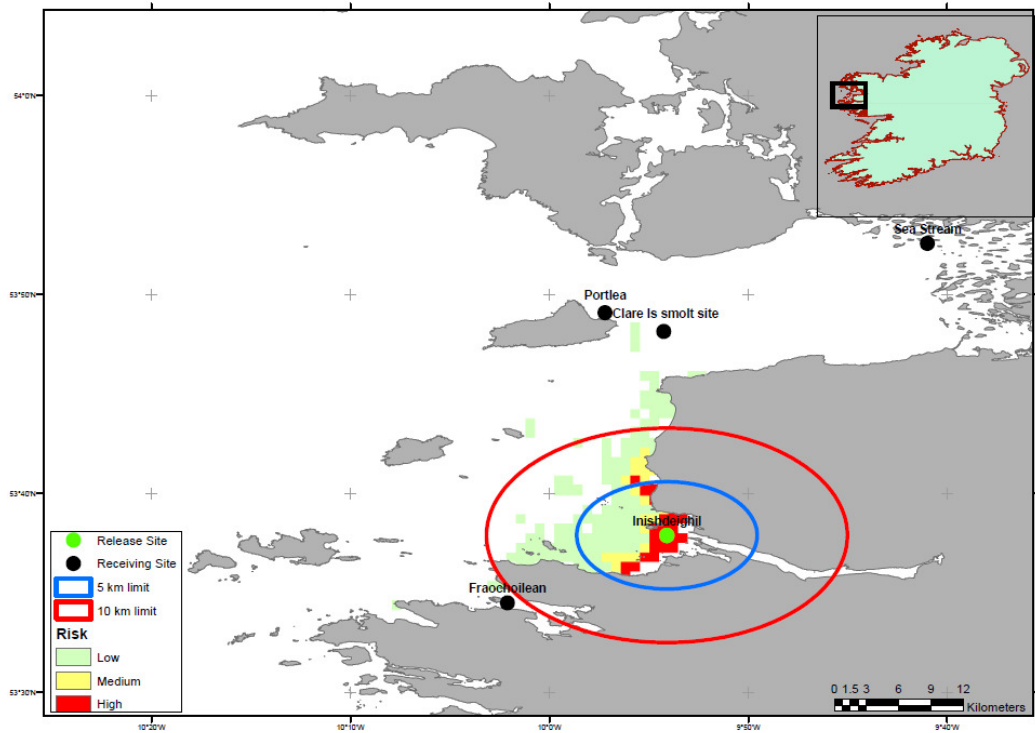 54°0'N
53°50'N
53°40'N
53°30'N
Sea Stream
Portlea
Clare Is smolt site
Inishdeighil
Fraochoilean
Release Site
Receiving Site
5 km limit
10 km limit
Risk
Low
Medium
High
0 1.5 3 6 9 12
Kilometers
10°20'W 10°10'W 10°0'W 9°50'W 9°40'W